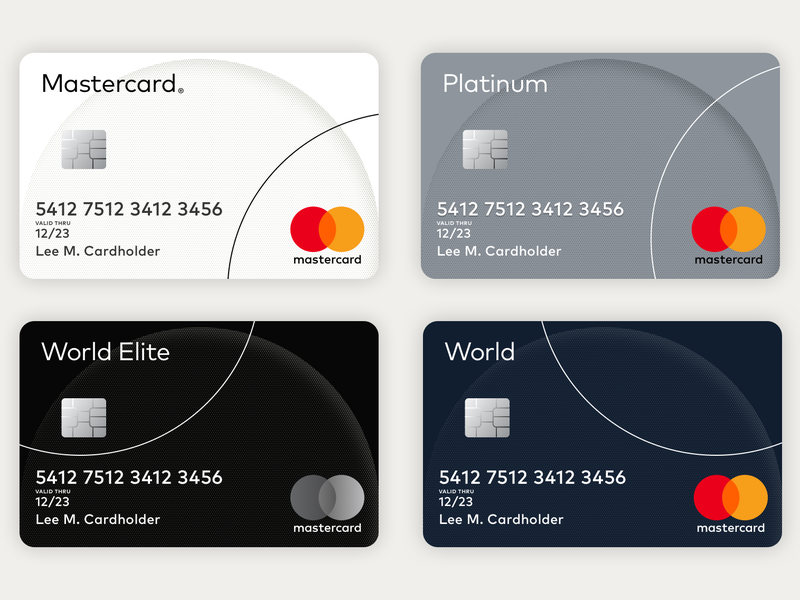 Mastercard®
5412 7512 3412 3456
VALID THRU
12/23
Lee M. Cardholder
mastercard
Platinum
5412 7512 3412 3456
VALID THRU
12/23
Lee M. Cardholder
mastercard
World Elite
5412 7512 3412 3456
VALID THRU
12/23
Lee M. Cardholder
mastercard
World
5412 7512 3412 3456
VALID THRU
12/23
Lee M. Cardholder
mastercard